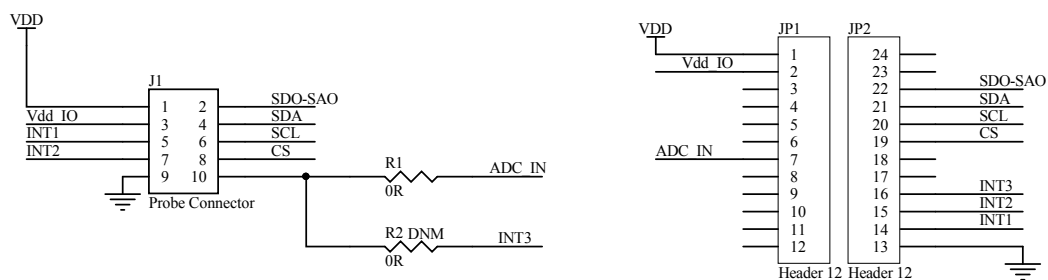 VDD
J1
1 2 SDO-SAO
Vdd_IO 3 4 SDA
INT1 5 6 SCL
INT2 7 8 CS
9 10
Probe Connector
R1 ADC_IN
0R
R2 DNM INT3
0R
VDD
JP1
1
Vdd_IO 2
3
4
5
6
ADC_IN 7
8
9
10
11
12
Header 12
JP2
24
23
22 SDO-SAO
21 SDA
20 SCL
19 CS
18
17
16 INT3
15 INT2
14 INT1
13
Header 12